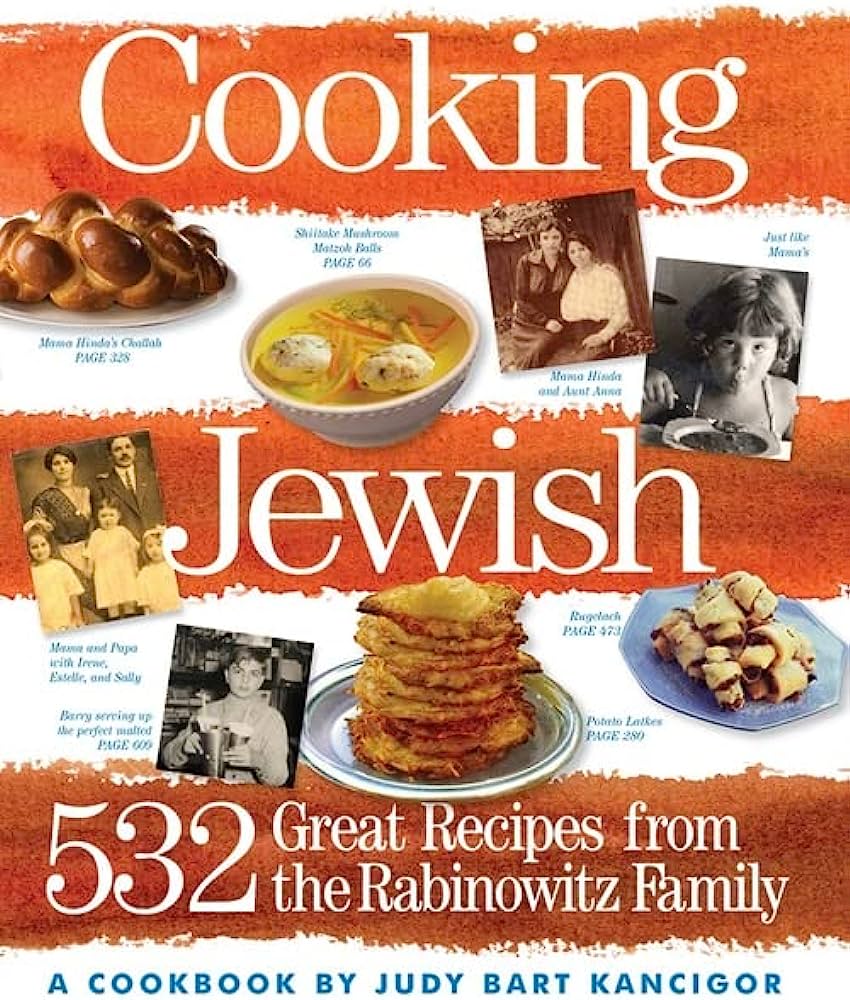 Cooking
Shiitake Mushroom
Matzoh Balls
PAGE 66
Just like
Mama's
Mama Hinda's Challah
PAGE 328
Mama Hinda
and Aunt Anna
Jewish
Mama and Papa
with Irene,
Estelle, and Sally
Rugelach
PAGE 473
Barry serving up
the perfect malted
PAGE 609
Potato Latkes
PAGE 280
532 Great Recipes from
the Rabinowitz Family
A COOKBOOK BY JUDY BART KANCIGOR